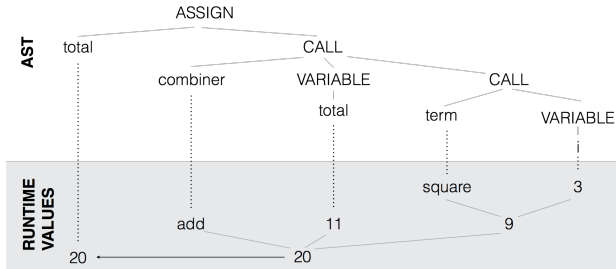 ASSIGN
AST
total
CALL
combiner
VARIABLE
CALL
total
term
VARIABLE
i
RUNTIME
VALUES
square
3
add
11
9
20
20